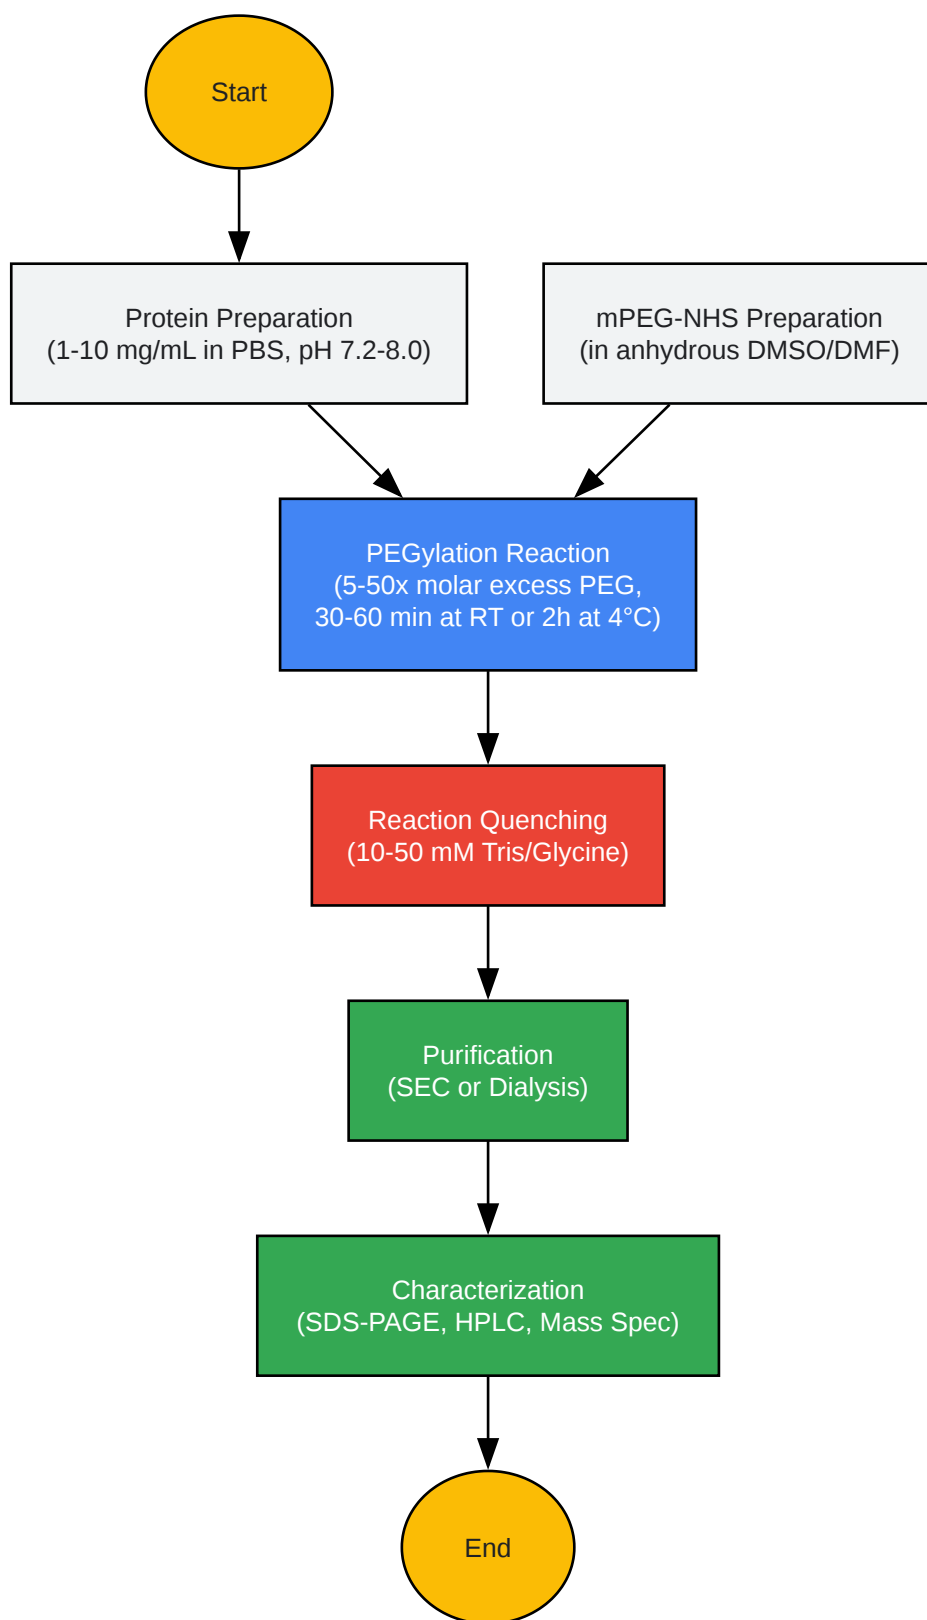 Start
Protein Preparation
(1-10 mg/mL in PBS, pH 7.2-8.0)
mPEG-NHS Preparation
(in anhydrous DMSO/DMF)
PEGylation Reaction
(5-50x molar excess PEG,
30-60 min at RT or 2h at 4°C)
Reaction Quenching
(10-50 mM Tris/Glycine)
Purification
(SEC or Dialysis)
Characterization
(SDS-PAGE, HPLC, Mass Spec)
End